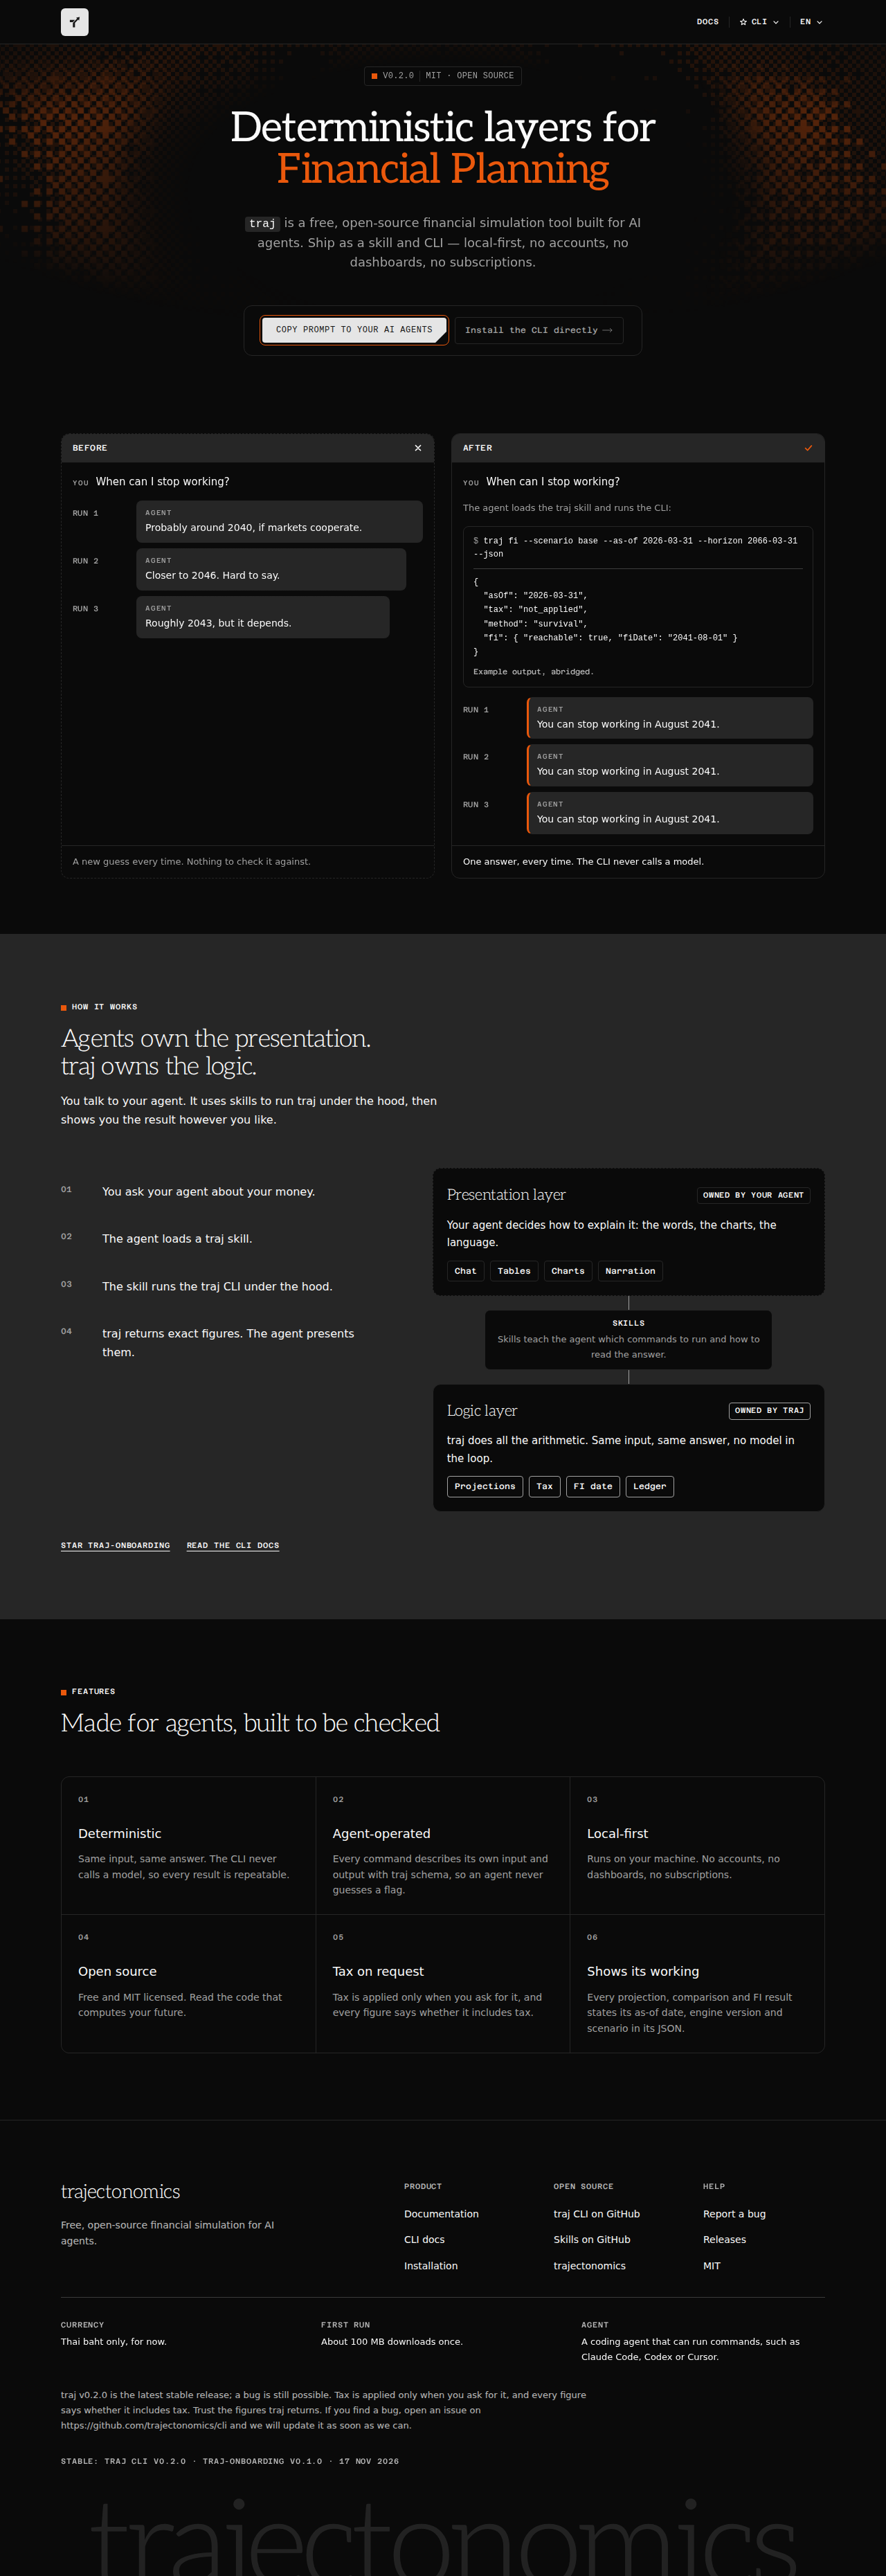 DOCS
CLI
EN
V0.2.0
MIT · OPEN SOURCE
Deterministic layers for
Financial Planning
traj is a free, open-source financial simulation tool built for AI
agents. Ship as a skill and CLI — local-first, no accounts, no
dashboards, no subscriptions.
COPY PROMPT TO YOUR AI AGENTS
Install the CLI directly →
BEFORE
YOU When can I stop working?
RUN 1
AGENT
Probably around 2040, if markets cooperate.
RUN 2
AGENT
Closer to 2046. Hard to say.
RUN 3
AGENT
Roughly 2043, but it depends.
A new guess every time. Nothing to check it against.
AFTER
YOU When can I stop working?
The agent loads the traj skill and runs the CLI:
$ traj fi --scenario base --as-of 2026-03-31 --horizon 2066-03-31
--json
{
"asOf": "2026-03-31",
"tax": "not_applied",
"method": "survival",
"fi": { "reachable": true, "fiDate": "2041-08-01" }
}
Example output, abridged.
RUN 1
AGENT
You can stop working in August 2041.
RUN 2
AGENT
You can stop working in August 2041.
RUN 3
AGENT
You can stop working in August 2041.
One answer, every time. The CLI never calls a model.
HOW IT WORKS
Agents own the presentation.
traj owns the logic.
You talk to your agent. It uses skills to run traj under the hood, then
shows you the result however you like.
01
You ask your agent about your money.
02
The agent loads a traj skill.
03
The skill runs the traj CLI under the hood.
04
traj returns exact figures. The agent presents
them.
Presentation layer
OWNED BY YOUR AGENT
Your agent decides how to explain it: the words, the charts, the
language.
Chat
Tables
Charts
Narration
SKILLS
Skills teach the agent which commands to run and how to
read the answer.
Logic layer
OWNED BY TRAJ
traj does all the arithmetic. Same input, same answer, no model in
the loop.
Projections
Tax
FI date
Ledger
STAR TRAJ-ONBOARDING
READ THE CLI DOCS
FEATURES
Made for agents, built to be checked
01
Deterministic
Same input, same answer. The CLI never
calls a model, so every result is repeatable.
02
Agent-operated
Every command describes its own input and
output with traj schema, so an agent never
guesses a flag.
03
Local-first
Runs on your machine. No accounts, no
dashboards, no subscriptions.
04
Open source
Free and MIT licensed. Read the code that
computes your future.
05
Tax on request
Tax is applied only when you ask for it, and
every figure says whether it includes tax.
06
Shows its working
Every projection, comparison and FI result
states its as-of date, engine version and
scenario in its JSON.
trajectonomics
Free, open-source financial simulation for AI
agents.
PRODUCT
Documentation
CLI docs
Installation
OPEN SOURCE
traj CLI on GitHub
Skills on GitHub
trajectonomics
HELP
Report a bug
Releases
MIT
CURRENCY
Thai baht only, for now.
FIRST RUN
About 100 MB downloads once.
AGENT
A coding agent that can run commands, such as
Claude Code, Codex or Cursor.
traj v0.2.0 is the latest stable release; a bug is still possible. Tax is applied only when you ask for it, and every figure
says whether it includes tax. Trust the figures traj returns. If you find a bug, open an issue on
https://github.com/trajectonomics/cli and we will update it as soon as we can.
STABLE: TRAJ CLI V0.2.0 · TRAJ-ONBOARDING V0.1.0 · 17 NOV 2026
trajectonomics